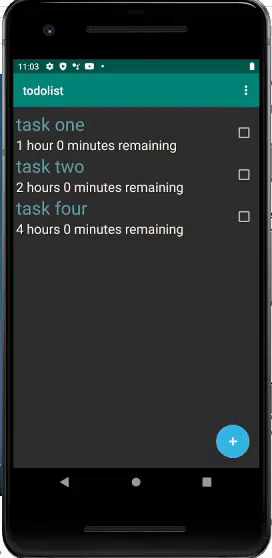 11:03
todolist
task one
1 hour 0 minutes remaining
task two
2 hours 0 minutes remaining
task four
4 hours 0 minutes remaining
+